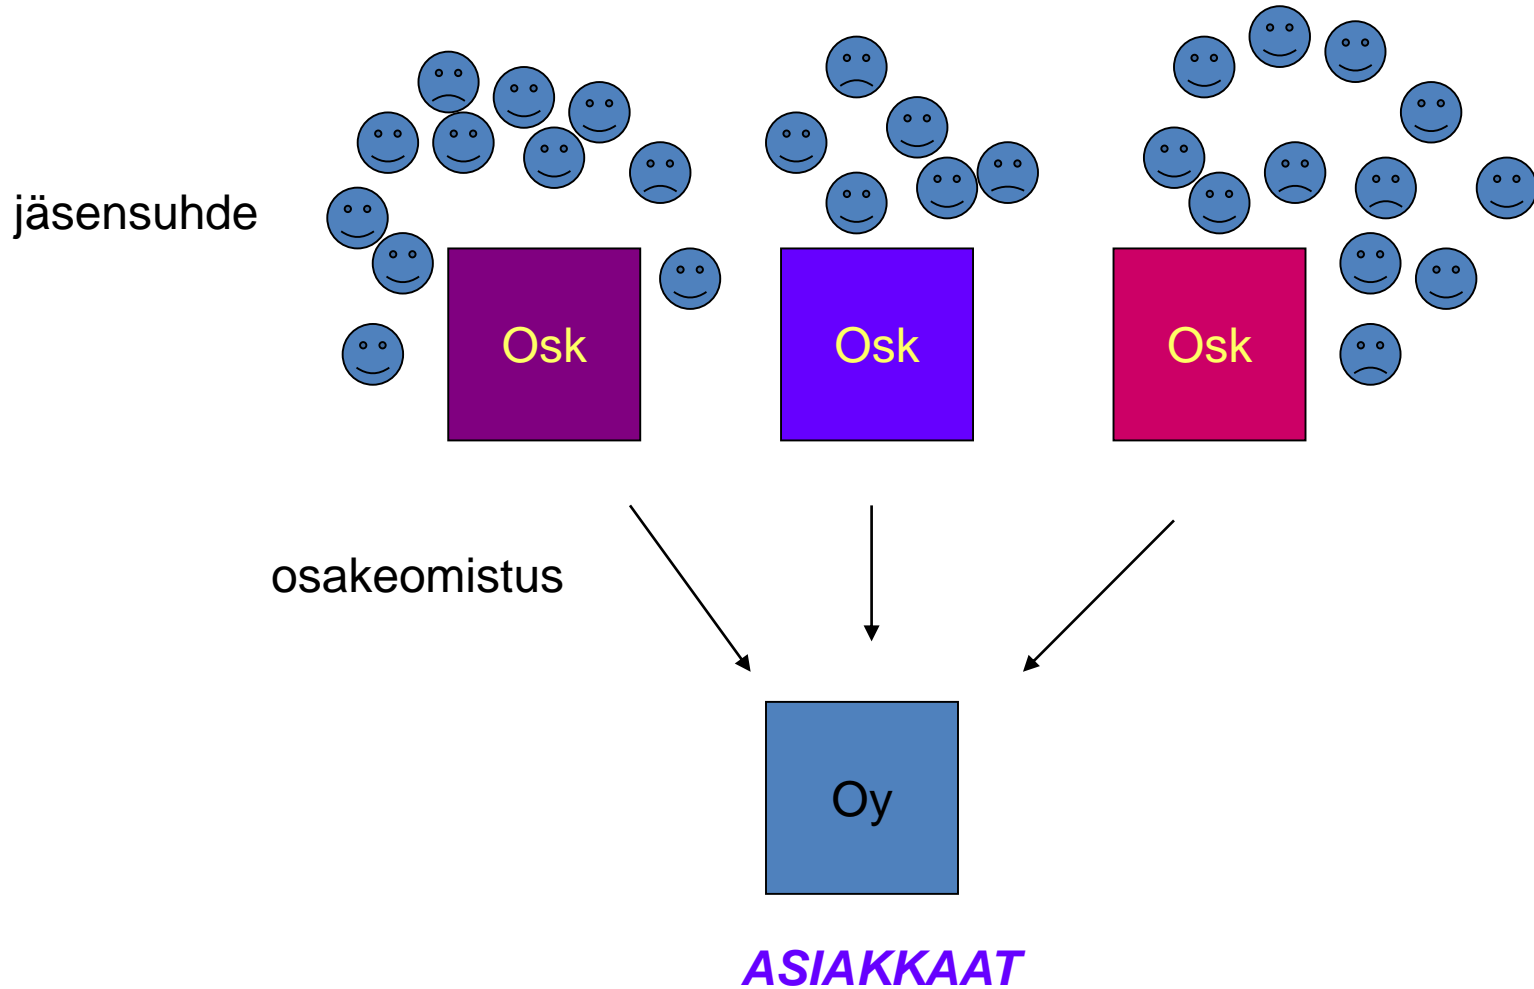 jäsensuhde
Osk
Osk
Osk
osakeomistus
Oy
ASIAKKAAT